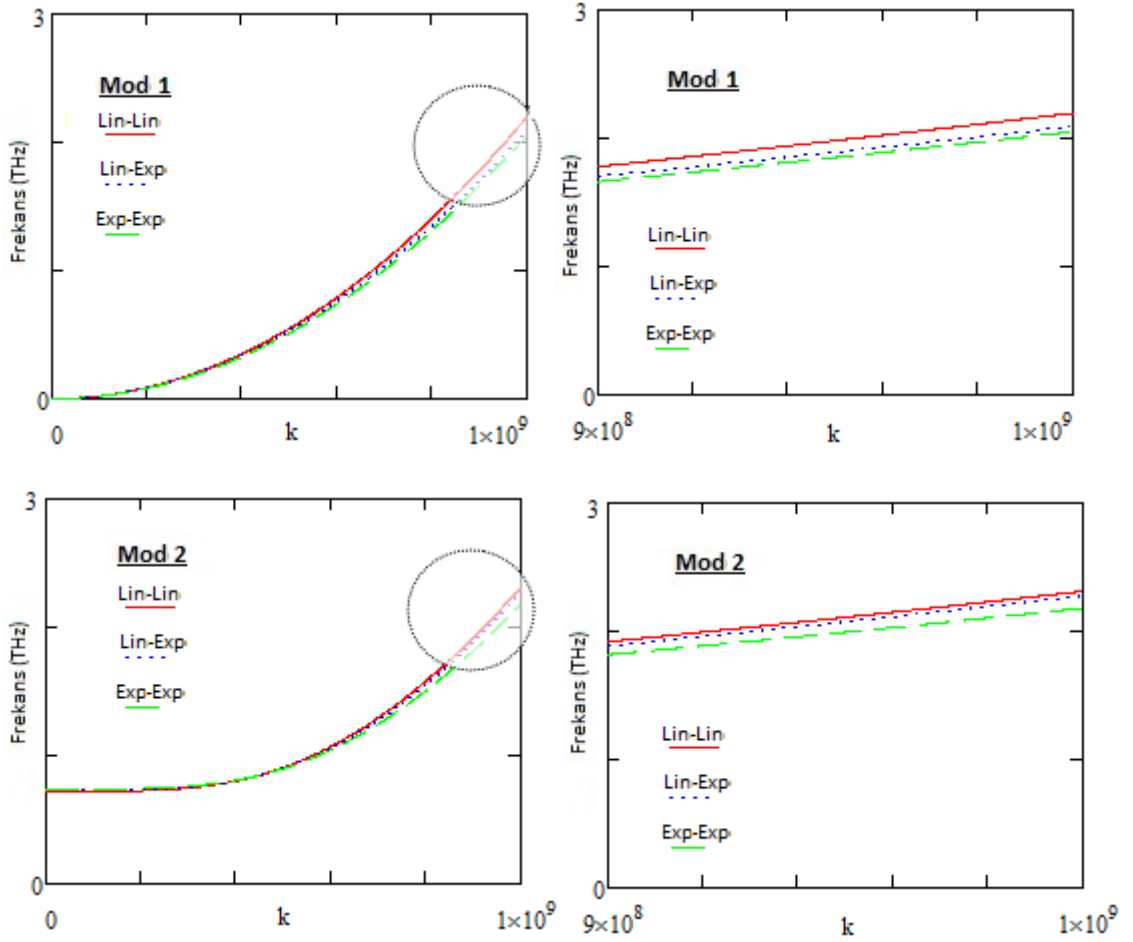 3
Mod 1
Lin-Lin
Lin-Exp
Exp-Exp
Frekans (THz)
0
0
k
1×10⁹
3
Mod 1
Lin-Lin
Lin-Exp
Exp-Exp
Frekans (THz)
0
9×10⁸
k
1×10⁹
3
Mod 2
Lin-Lin
Lin-Exp
Exp-Exp
Frekans (THz)
0
0
k
1×10⁹
3
Mod 2
Lin-Lin
Lin-Exp
Exp-Exp
Frekans (THz)
0
9×10⁸
k
1×10⁹